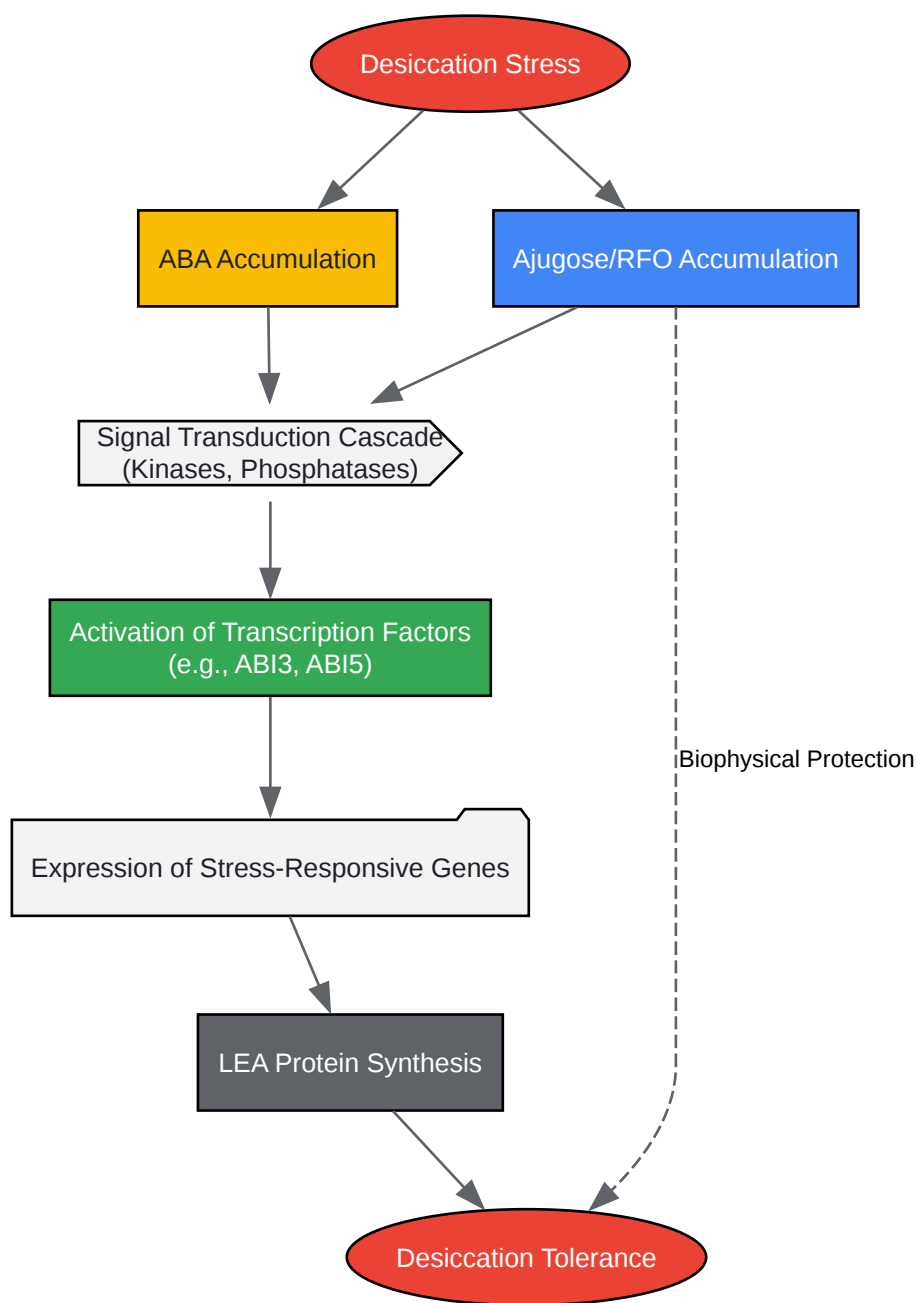 Desiccation Stress
ABA Accumulation
Ajugose/RFO Accumulation
Signal Transduction Cascade
(Kinases, Phosphatases)
Activation of Transcription Factors
(e.g., ABI3, ABI5)
Biophysical Protection
Expression of Stress-Responsive Genes
LEA Protein Synthesis
Desiccation Tolerance